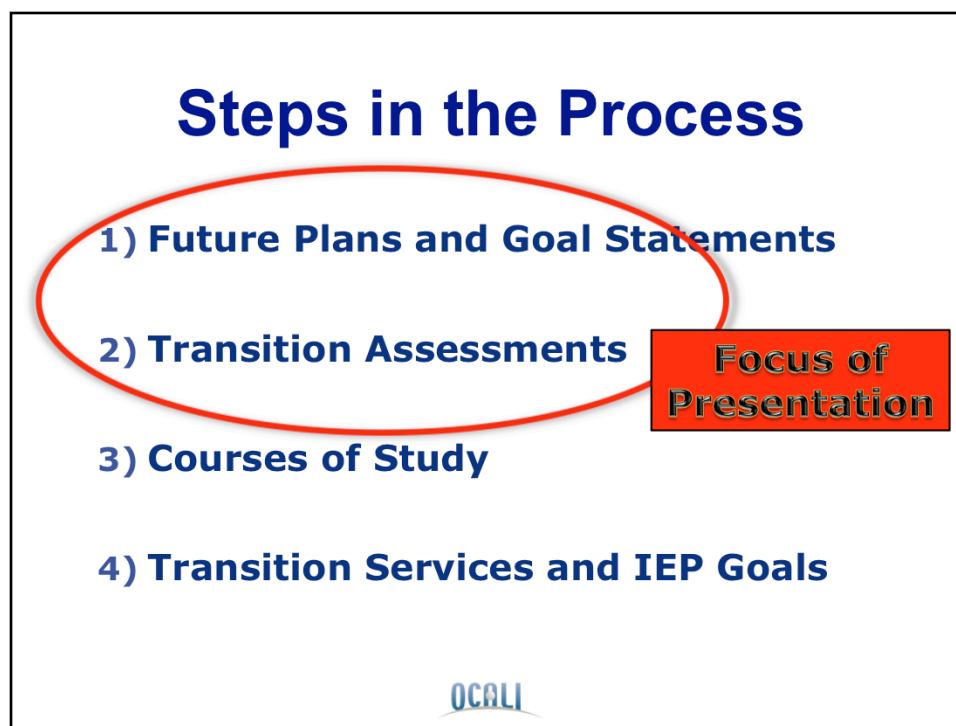 Steps in the Process
1) Future Plans and Goal Statements
2) Transition Assessments
Focus of
Presentation
3) Courses of Study
4) Transition Services and IEP Goals
OCALI